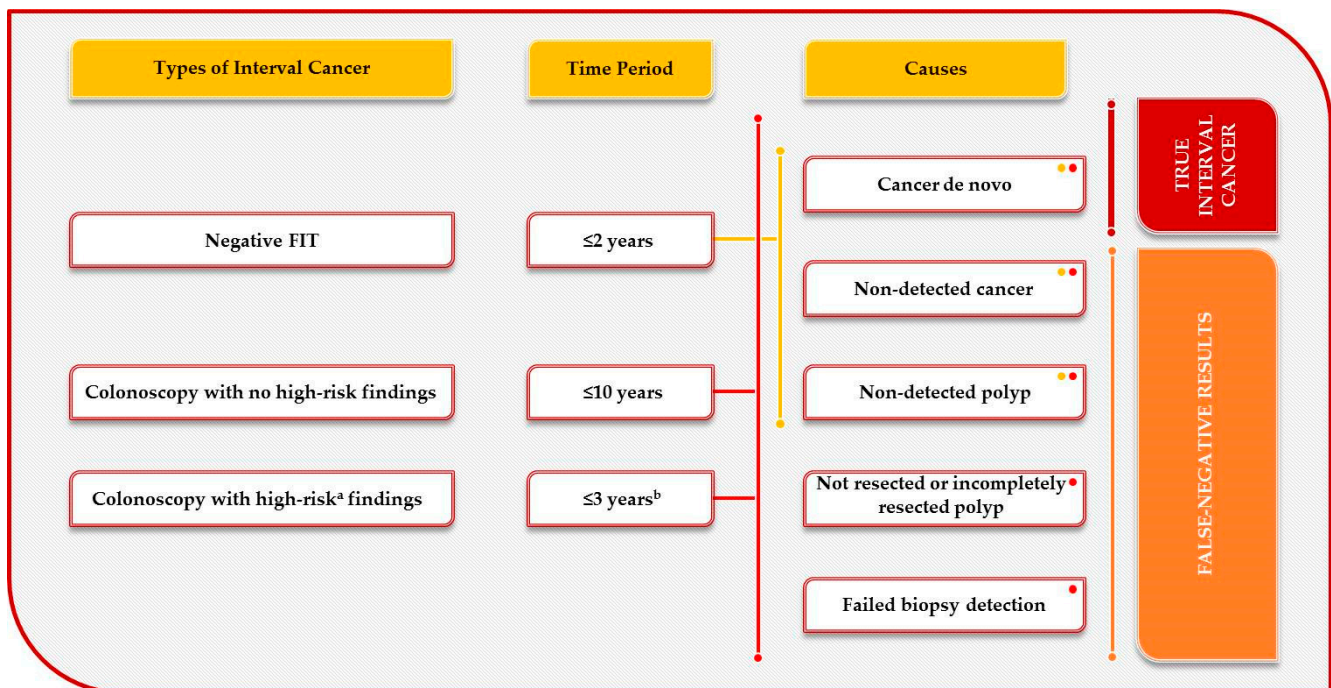 Types of Interval Cancer
Time Period
Causes
TRUE
INTERVAL
CANCER
Cancer de novo
Negative FIT
≤2 years
Non-detected cancer
Colonoscopy with no high-risk findings
≤10 years
Non-detected polyp
Colonoscopy with high-riskᵃ findings
≤3 yearsᵇ
Not resected or incompletely
resected polyp
Failed biopsy detection
FALSE-NEGATIVE RESULTS